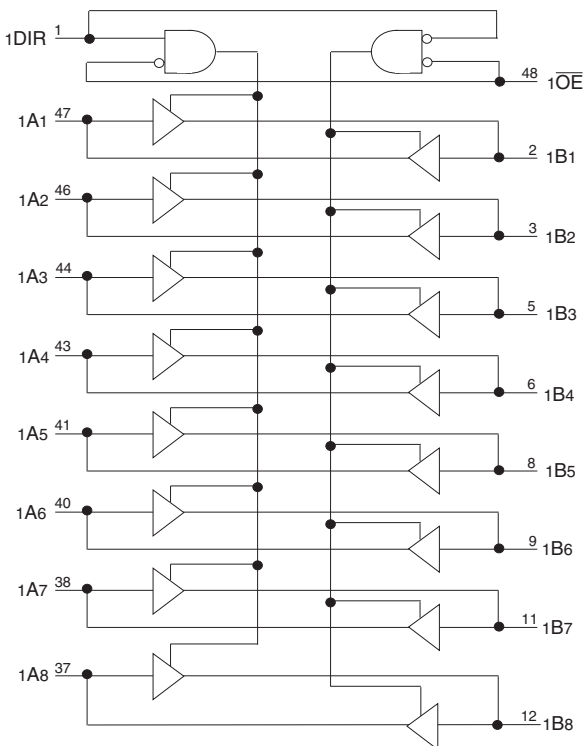 1DIR 1
48 1O̅E̅
1A1 47
2 1B1
1A2 46
3 1B2
1A3 44
5 1B3
1A4 43
6 1B4
1A5 41
8 1B5
1A6 40
9 1B6
1A7 38
11 1B7
1A8 37
12 1B8